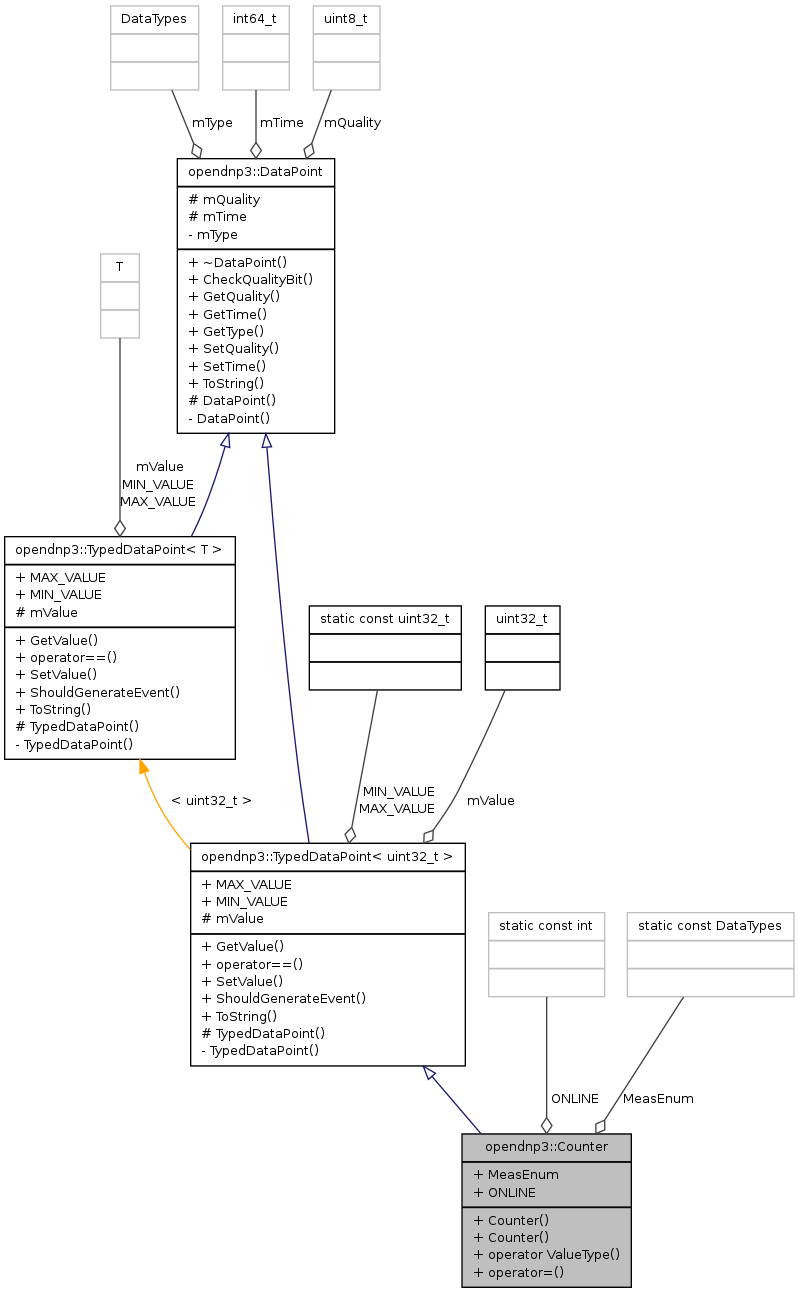 DataTypes
int64_t
uint8_t
mType
mTime
mQuality
opendnp3::DataPoint
# mQuality
# mTime
- mType
+ ~DataPoint()
+ CheckQualityBit()
+ GetQuality()
+ GetTime()
+ GetType()
+ SetQuality()
+ SetTime()
+ ToString()
# DataPoint()
- DataPoint()
T
mValue
MIN_VALUE
MAX_VALUE
opendnp3::TypedDataPoint< T >
+ MAX_VALUE
+ MIN_VALUE
# mValue
+ GetValue()
+ operator==()
+ SetValue()
+ ShouldGenerateEvent()
+ ToString()
# TypedDataPoint()
- TypedDataPoint()
static const uint32_t
uint32_t
< uint32_t >
MIN_VALUE
MAX_VALUE
mValue
opendnp3::TypedDataPoint< uint32_t >
+ MAX_VALUE
+ MIN_VALUE
# mValue
+ GetValue()
+ operator==()
+ SetValue()
+ ShouldGenerateEvent()
+ ToString()
# TypedDataPoint()
- TypedDataPoint()
static const int
static const DataTypes
ONLINE
MeasEnum
opendnp3::Counter
+ MeasEnum
+ ONLINE
+ Counter()
+ Counter()
+ operator ValueType()
+ operator=()